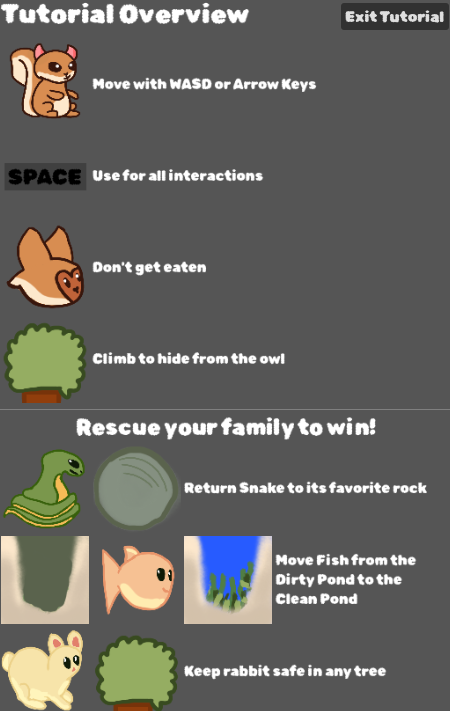 Tutorial Overview
Exit Tutorial
Move with WASD or Arrow Keys
SPACE
Use for all interactions
Don't get eaten
Climb to hide from the owl
Rescue your family to win!
Return Snake to its favorite rock
Move Fish from the
Dirty Pond to the
Clean Pond
Keep rabbit safe in any tree